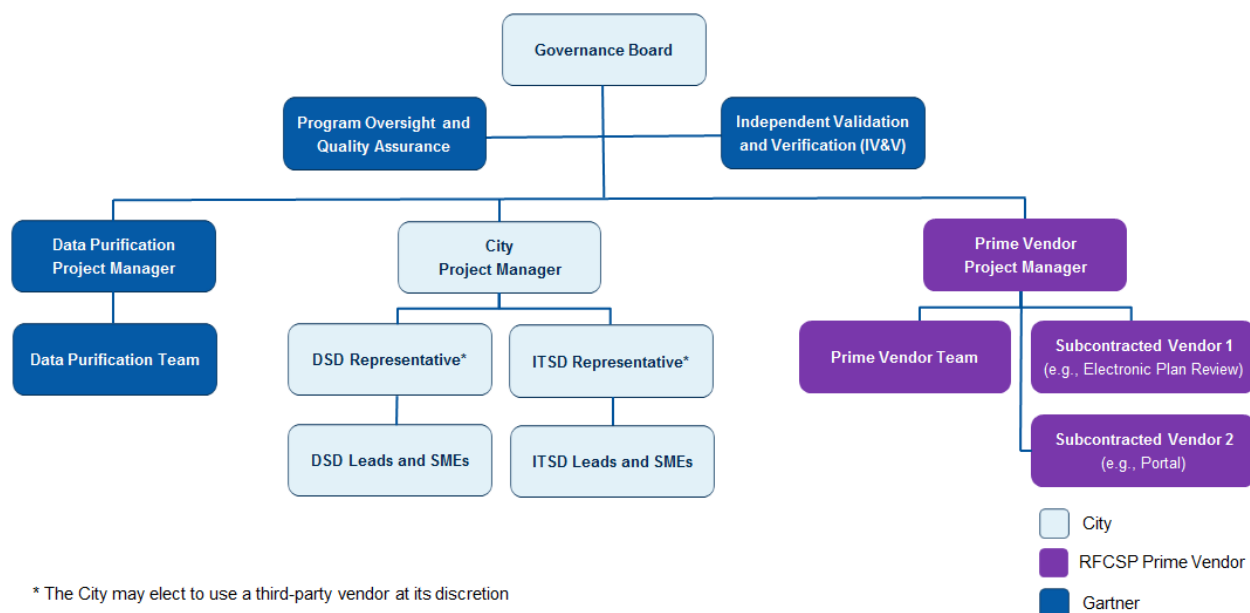 Governance Board
Program Oversight and
Quality Assurance
Independent Validation
and Verification (IV&V)
Data Purification
Project Manager
City
Project Manager
Prime Vendor
Project Manager
Data Purification Team
DSD Representative*
ITSD Representative*
Prime Vendor Team
Subcontracted Vendor 1
(e.g., Electronic Plan Review)
DSD Leads and SMEs
ITSD Leads and SMEs
Subcontracted Vendor 2
(e.g., Portal)
City
RFCSP Prime Vendor
Gartner
* The City may elect to use a third-party vendor at its discretion